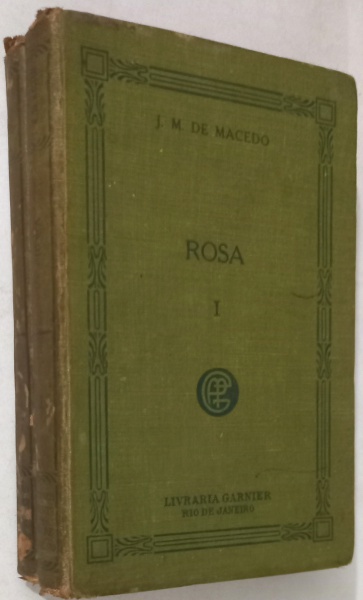 J. M. DE MACEDO
ROSA
I
LIVRARIA GARNIER
RIO DE JANEIRO